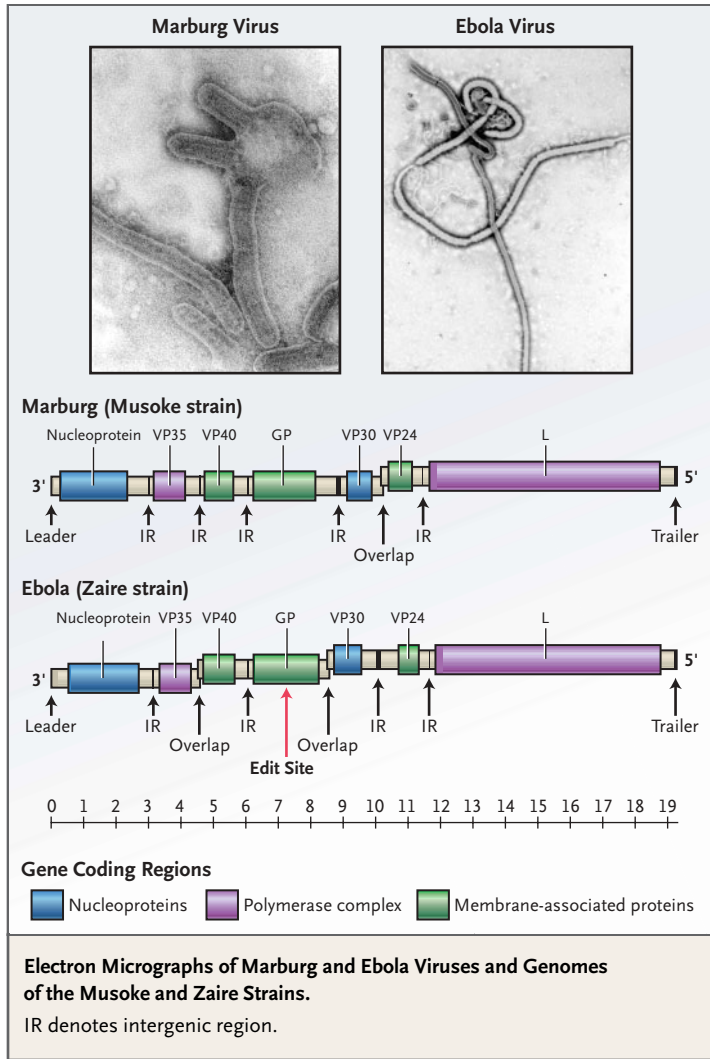 Marburg Virus Ebola Virus
Marburg (Musoke strain)
Nucleoprotein VP35 VP40 GP VP30 VP24 L
3' 5'
Leader IR IR IR IR Overlap IR Trailer
Ebola (Zaire strain)
Nucleoprotein VP35 VP40 GP VP30 VP24 L
3' 5'
Leader IR Overlap IR Overlap IR IR Trailer
Edit Site
0 1 2 3 4 5 6 7 8 9 10 11 12 13 14 15 16 17 18 19
Gene Coding Regions
Nucleoproteins Polymerase complex Membrane-associated proteins
Electron Micrographs of Marburg and Ebola Viruses and Genomes
of the Musoke and Zaire Strains.
IR denotes intergenic region.